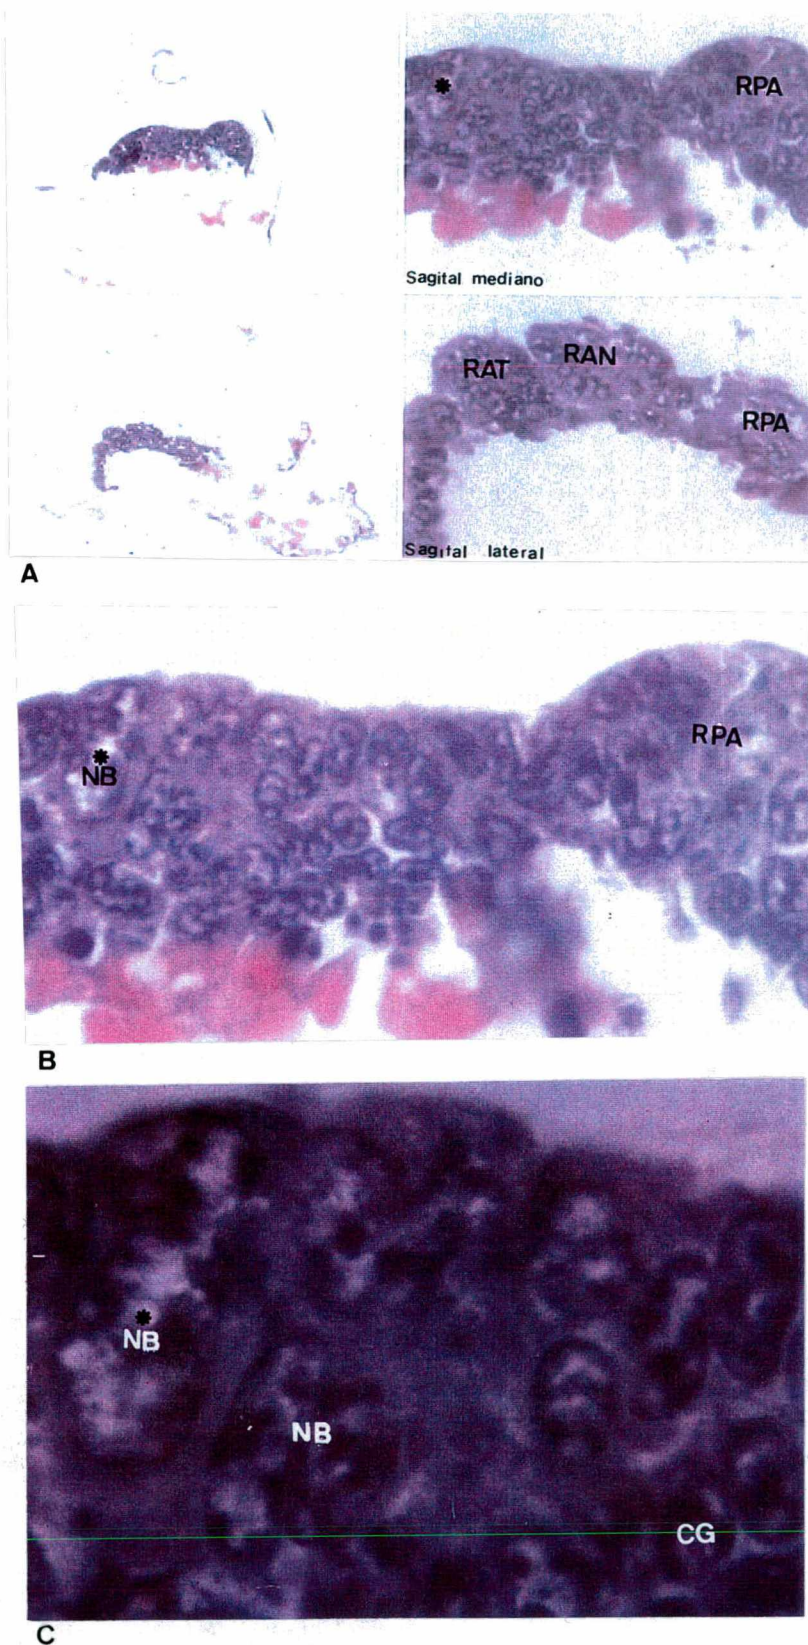 *
RPA
Sagital mediano
RAT
RAN
RPA
Sagital lateral
A
*
NB
RPA
B
*
NB
NB
CG
C